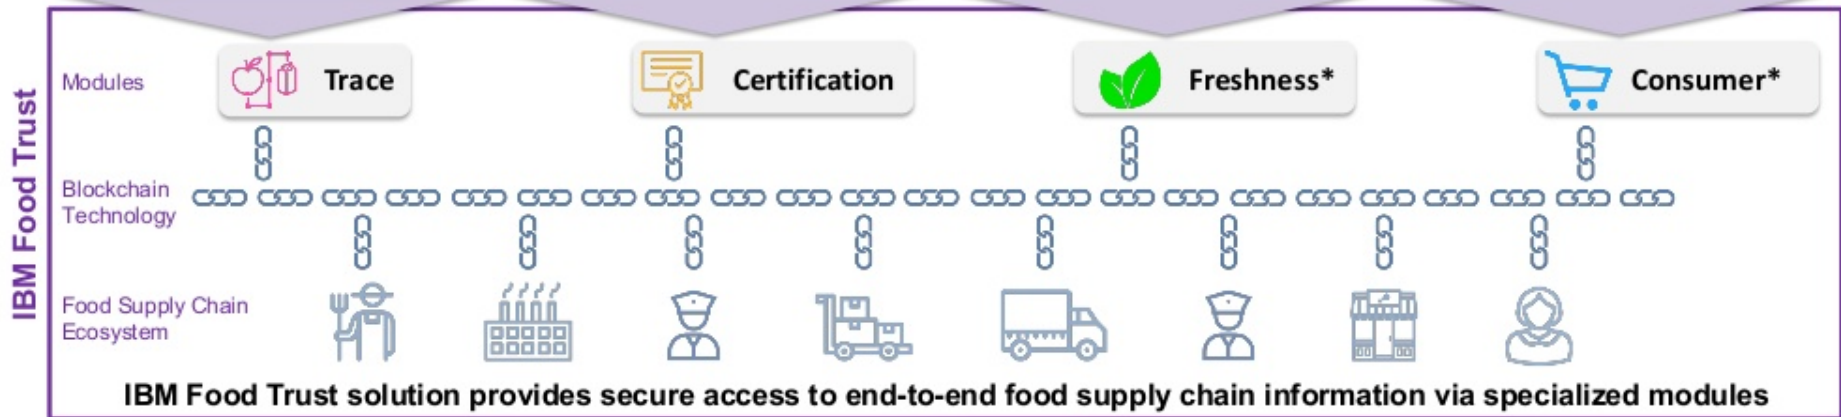 IBM Food Trust
Modules
Trace
Certification
Freshness*
Consumer*
Blockchain
Technology
Food Supply Chain
Ecosystem
IBM Food Trust solution provides secure access to end-to-end food supply chain information via specialized modules